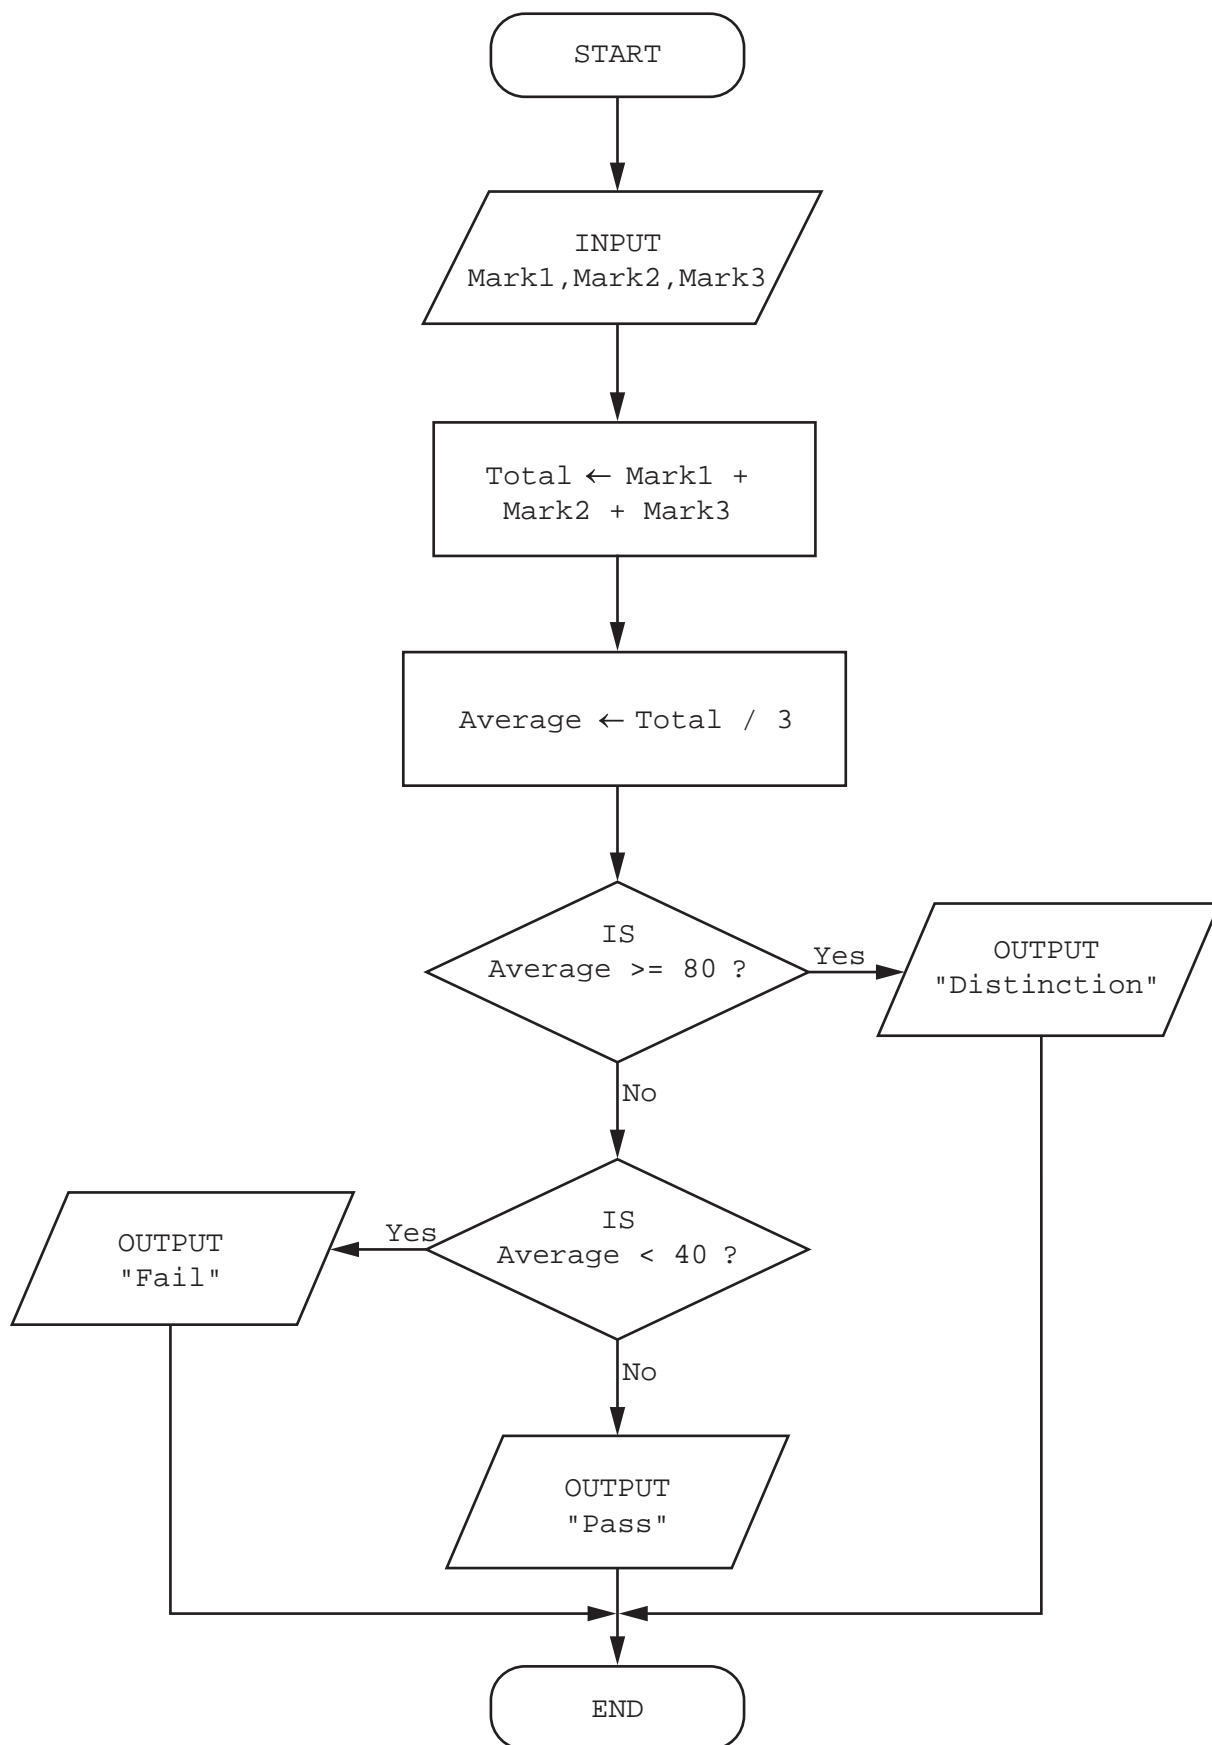 START
INPUT
Mark1,Mark2,Mark3
Total ← Mark1 +
Mark2 + Mark3
Average ← Total / 3
IS
Average >= 80 ?
Yes
OUTPUT
"Distinction"
No
IS
Average < 40 ?
Yes
OUTPUT
"Fail"
No
OUTPUT
"Pass"
END